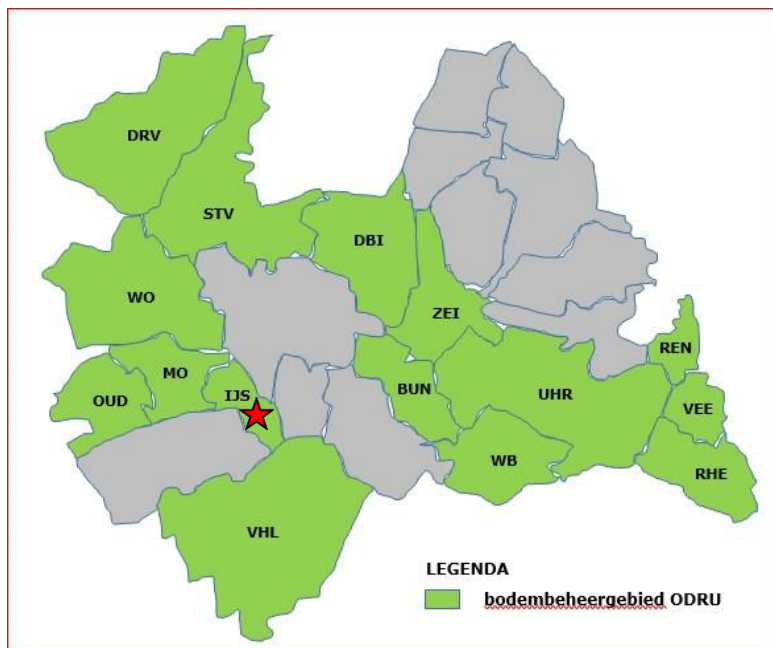 DRV
STV
DBI
WO
ZEI
REN
MO
IJS
OUD
BUN
UHR
VEE
WB
RHE
VHL
LEGENDA
bodembeheergebied ODRU